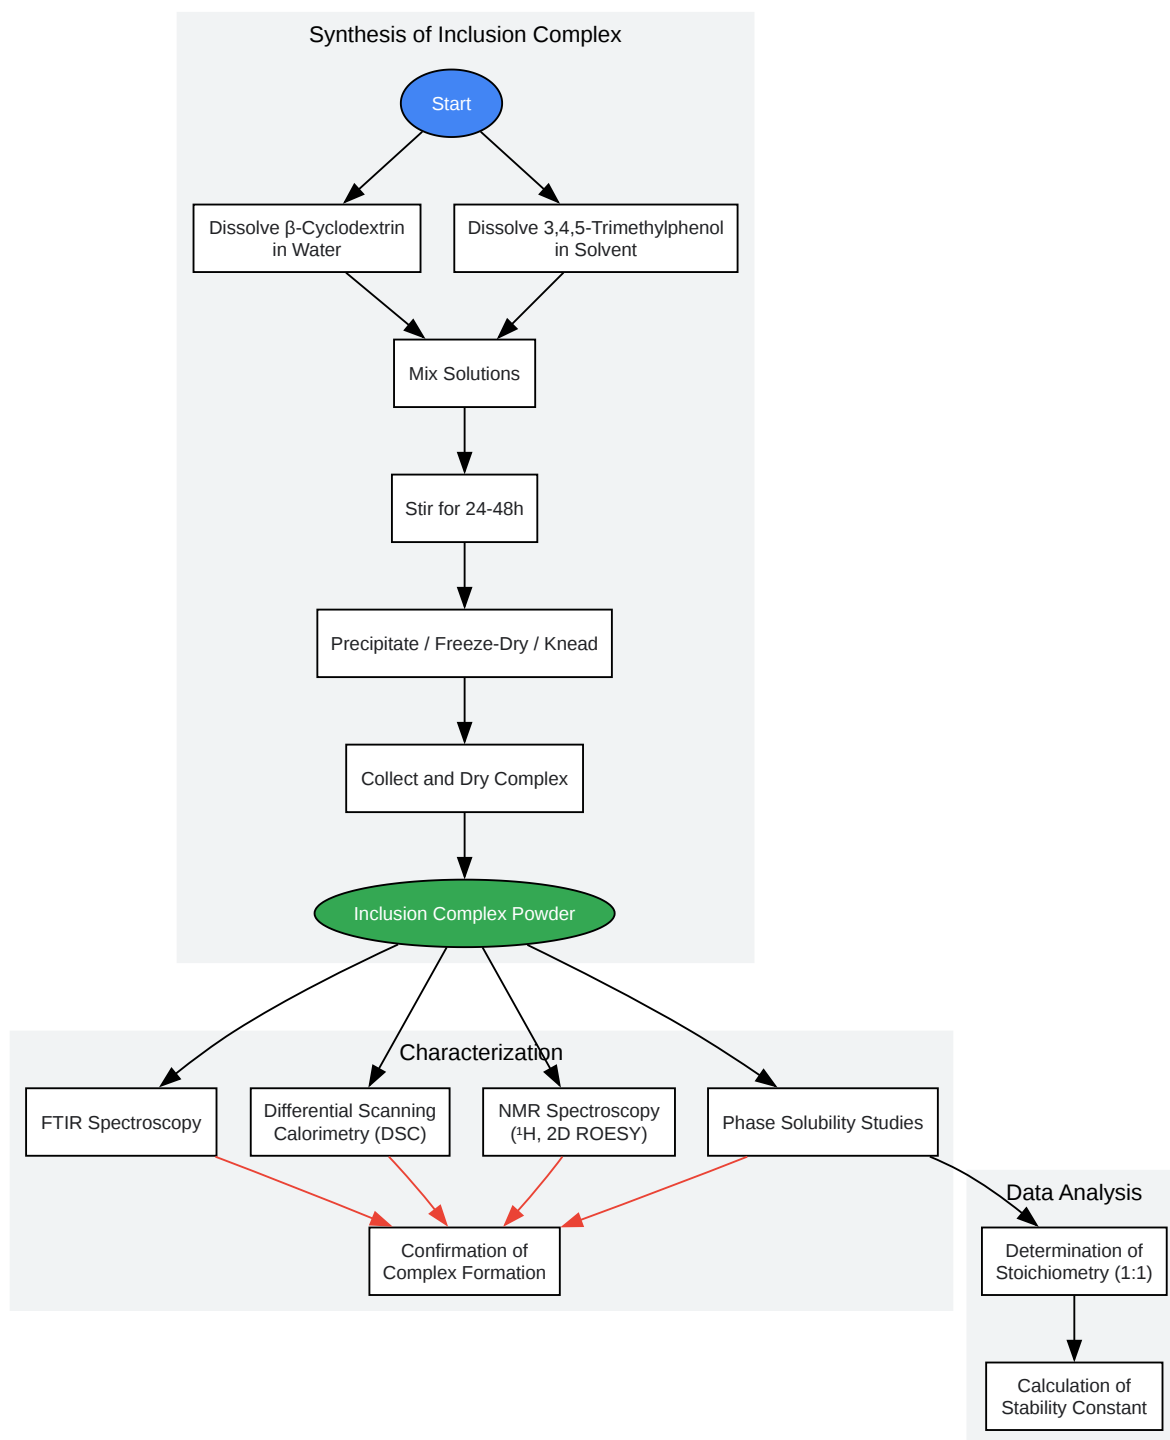 Synthesis of Inclusion Complex
Start
Dissolve β-Cyclodextrin
in Water
Dissolve 3,4,5-Trimethylphenol
in Solvent
Mix Solutions
Stir for 24-48h
Precipitate / Freeze-Dry / Knead
Collect and Dry Complex
Inclusion Complex Powder
Characterization
FTIR Spectroscopy
Differential Scanning
Calorimetry (DSC)
NMR Spectroscopy
(¹H, 2D ROESY)
Phase Solubility Studies
Confirmation of
Complex Formation
Data Analysis
Determination of
Stoichiometry (1:1)
Calculation of
Stability Constant